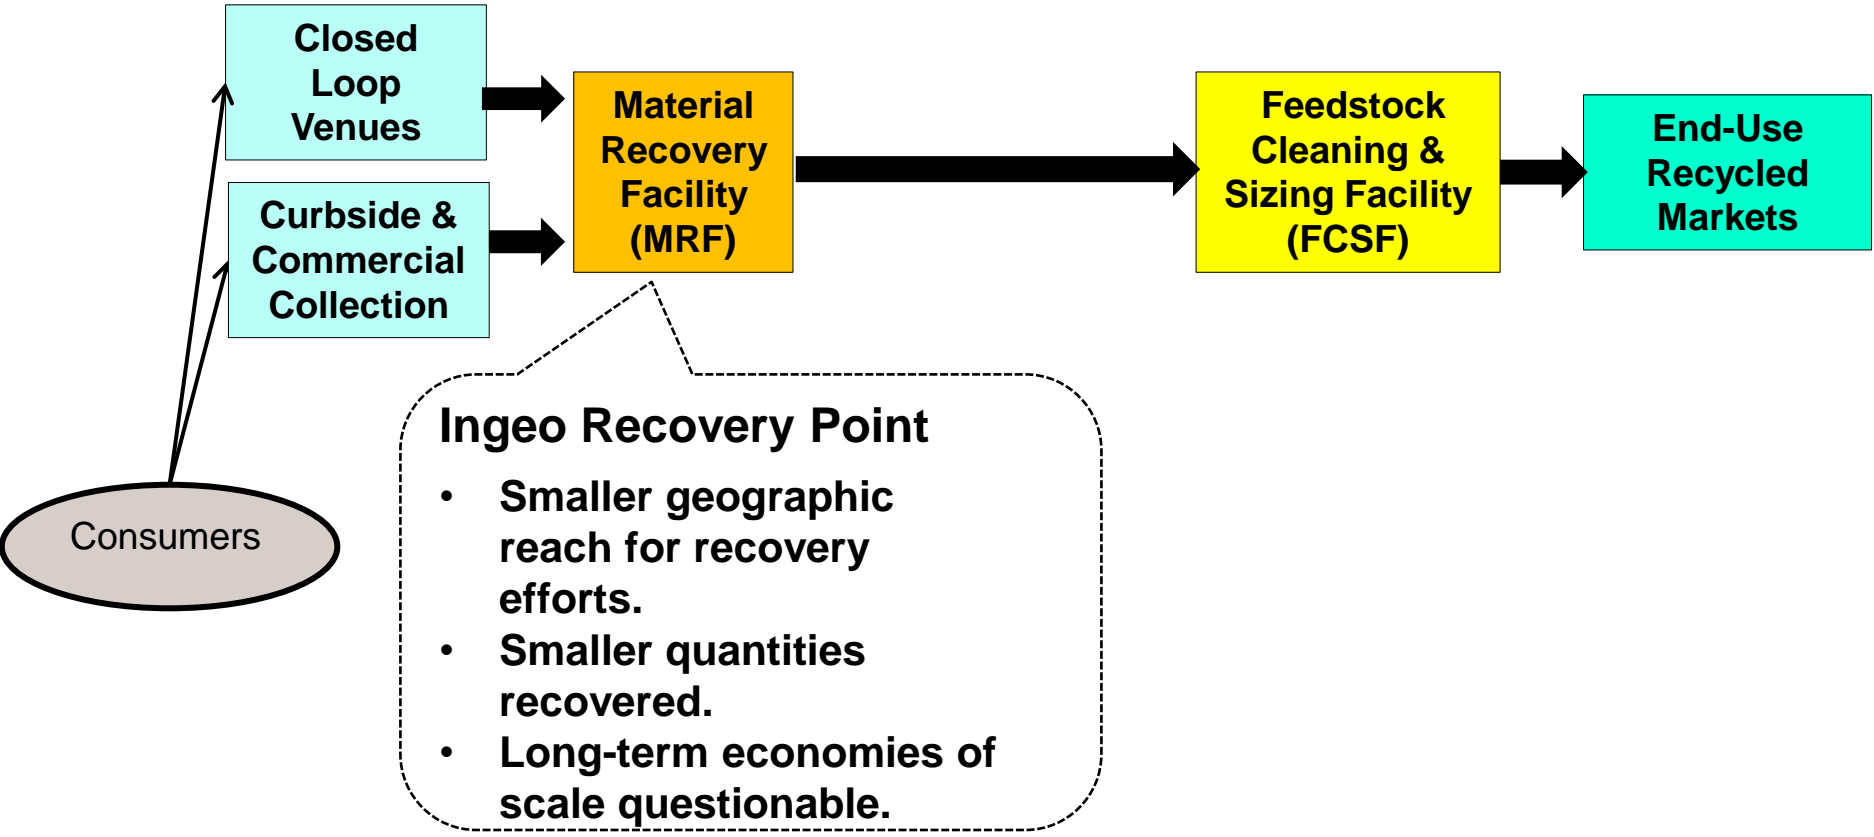 Closed
Loop
Venues
Curbside &
Commercial
Collection
Consumers
Material
Recovery
Facility
(MRF)
Feedstock
Cleaning &
Sizing Facility
(FCSF)
End-Use
Recycled
Markets
Ingeo Recovery Point
• Smaller geographic
reach for recovery
efforts.
• Smaller quantities
recovered.
• Long-term economies of
scale questionable.